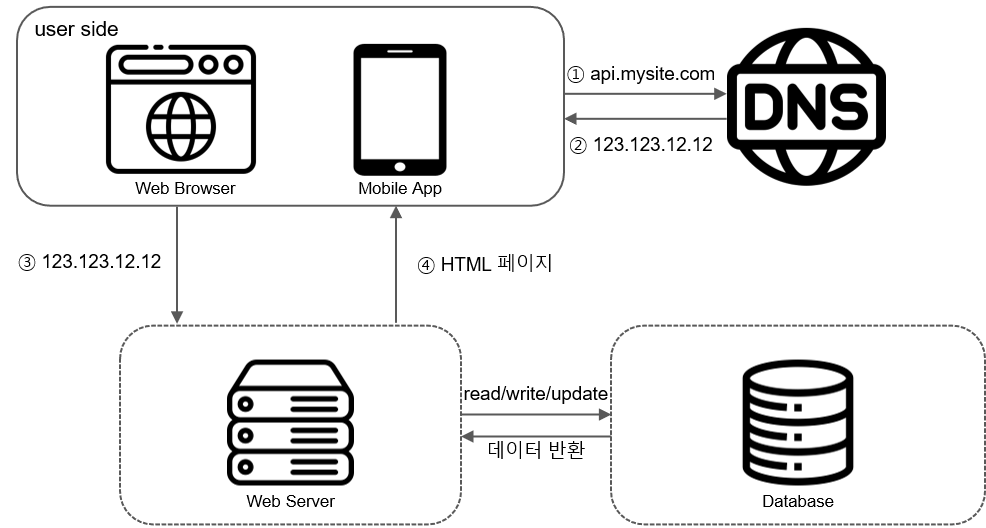 user side
Web Browser
Mobile App
① api.mysite.com
DNS
② 123.123.12.12
③ 123.123.12.12
④ HTML 페이지
read/write/update
데이터 반환
Web Server
Database